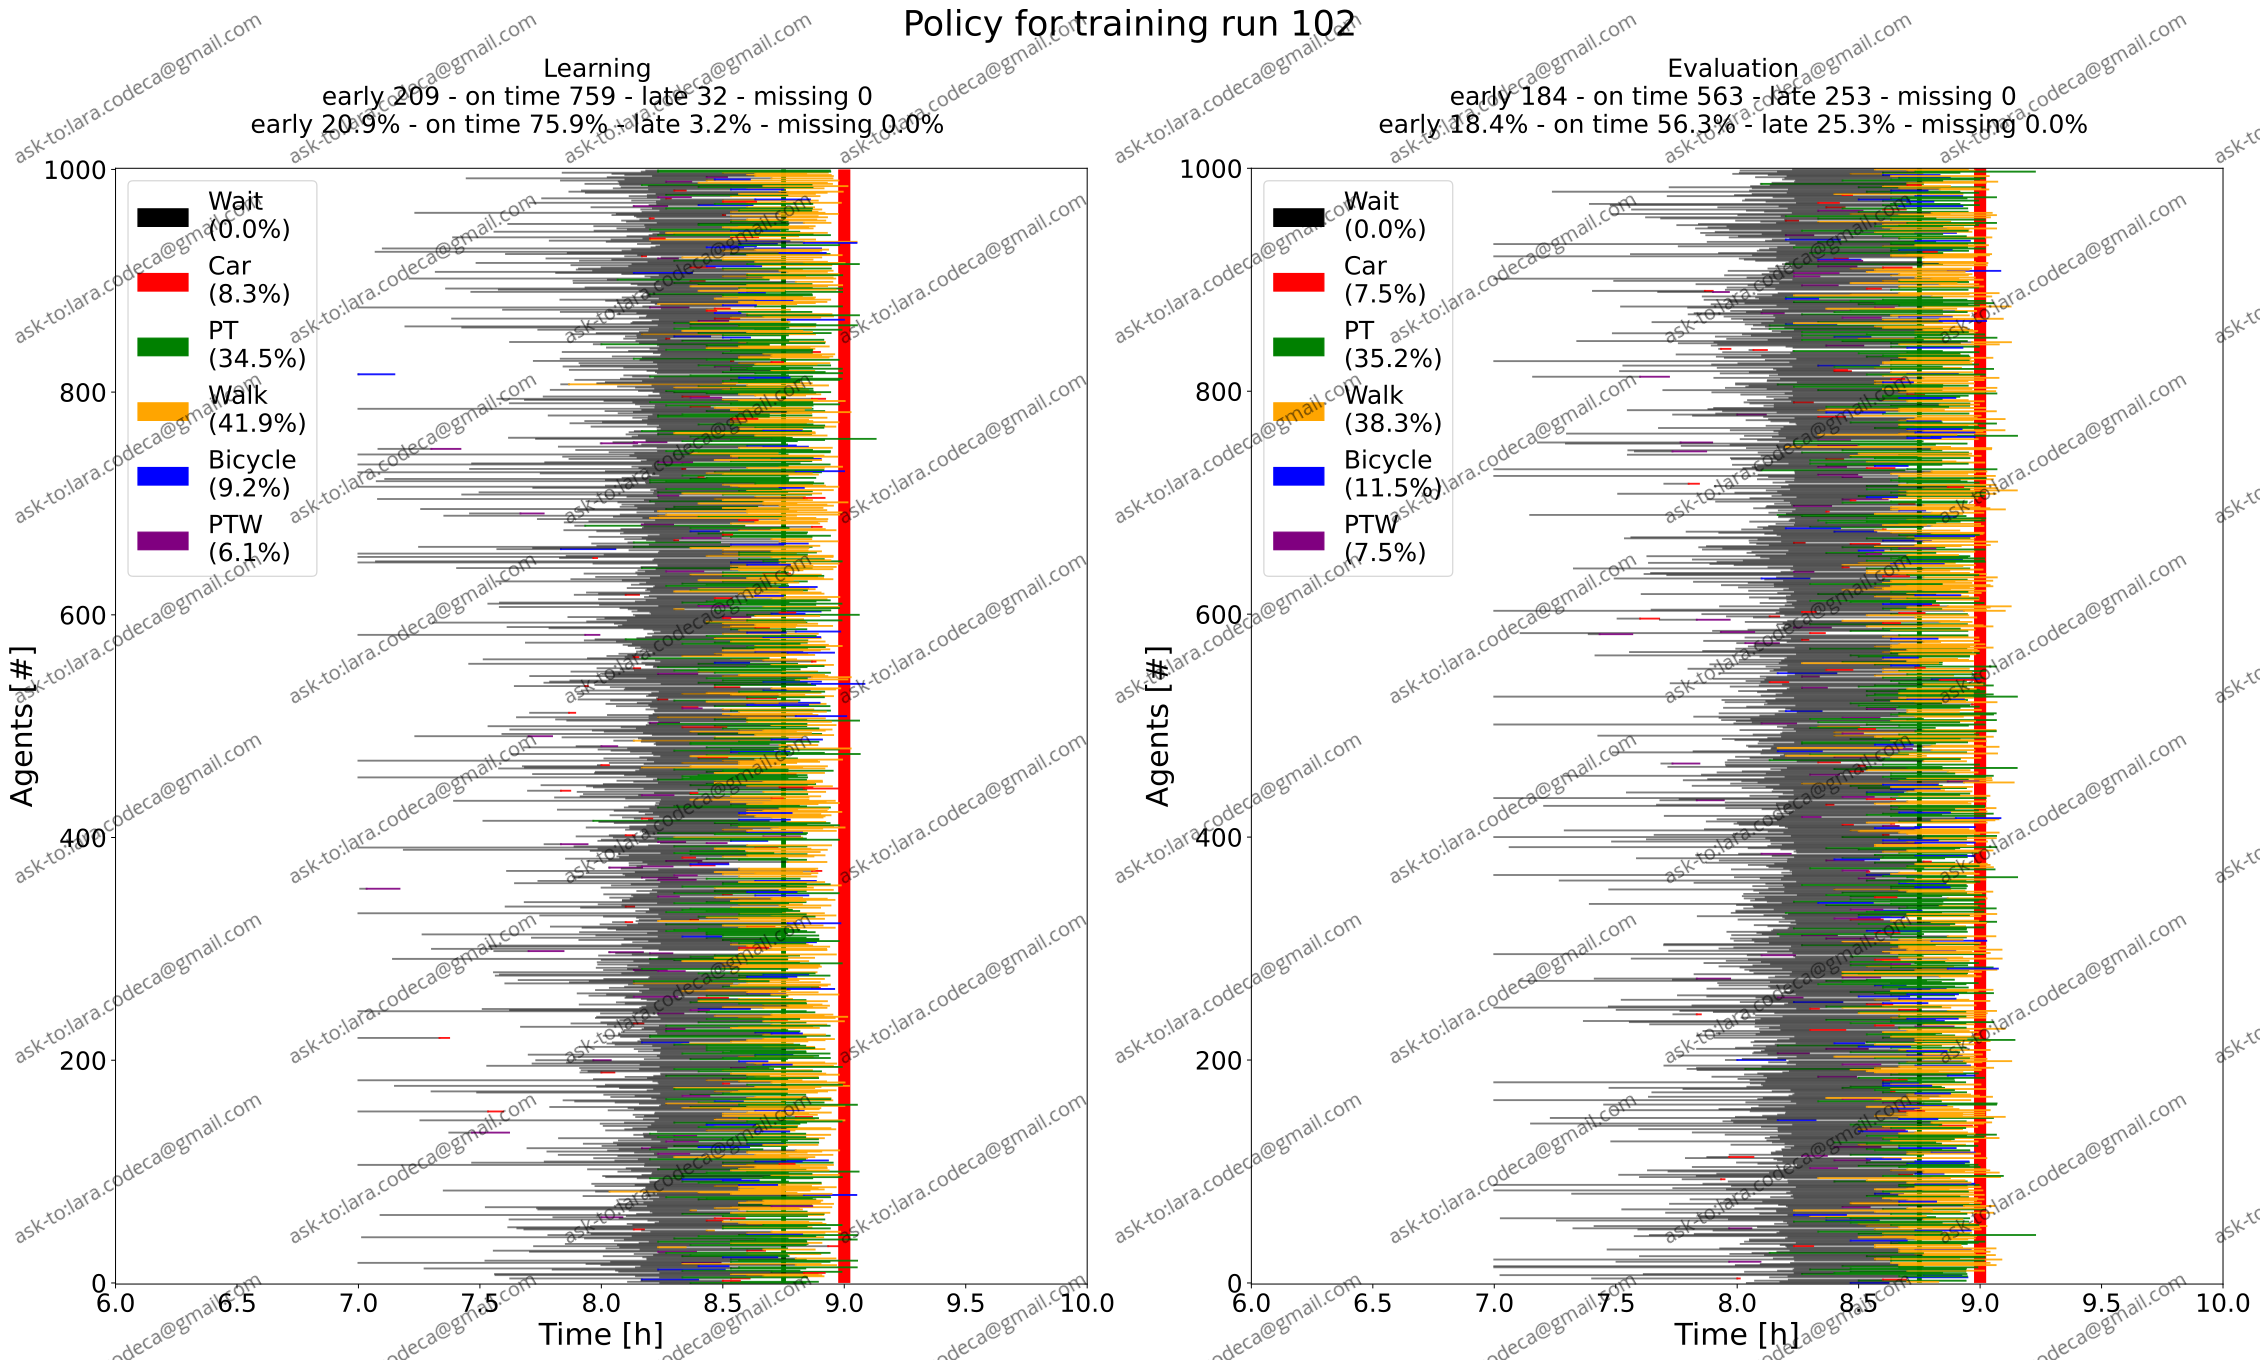 Policy for training run 102
Learning
early 209 - on time 759 - late 32 - missing 0
early 20.9% - on time 75.9% - late 3.2% - missing 0.0%
1000
800
600
400
200
0
Agents [#]
Wait
(0.0%)
Car
(8.3%)
PT
(34.5%)
Walk
(41.9%)
Bicycle
(9.2%)
PTW
(6.1%)
6.0 6.5 7.0 7.5 8.0 8.5 9.0 9.5 10.0
Time [h]
Evaluation
early 184 - on time 563 - late 253 - missing 0
early 18.4% - on time 56.3% - late 25.3% - missing 0.0%
1000
800
600
400
200
0
Agents [#]
Wait
(0.0%)
Car
(7.5%)
PT
(35.2%)
Walk
(38.3%)
Bicycle
(11.5%)
PTW
(7.5%)
6.0 6.5 7.0 7.5 8.0 8.5 9.0 9.5 10.0
Time [h]
ask-to:lara.codeca@gmail.com